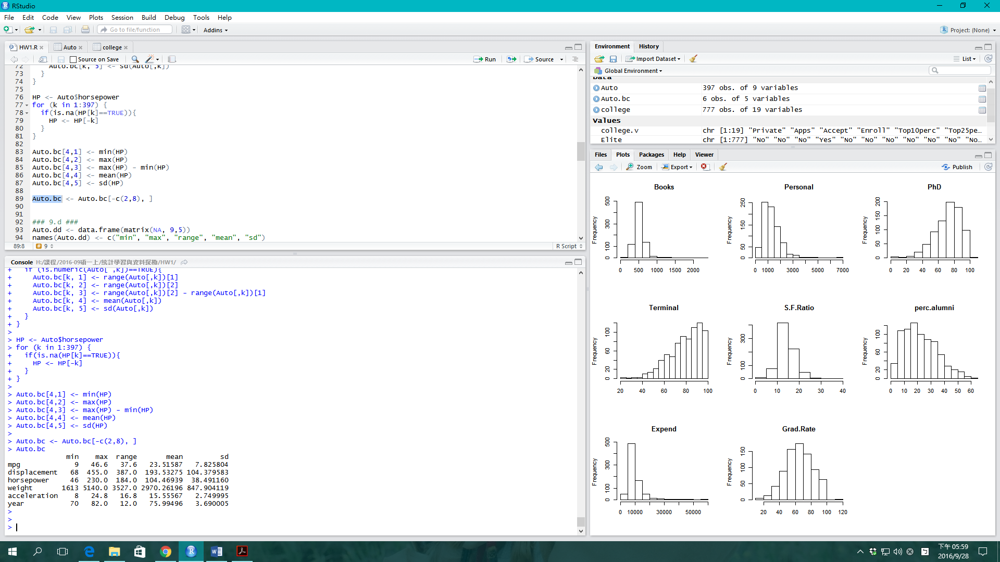 RStudio
File Edit Code View Plots Session Build Debug Tools Help
Go to file/function Addins Project: (None)
HW1.R Auto college
Source on Save Run Source
72 Auto.bc[k, 5] <- sd(Auto[,k])
73 }
74 }
75
76 HP <- Auto$horsepower
77 for (k in 1:397) {
78 if(is.na(HP[k]==TRUE)){
79 HP <- HP[-k]
80 }
81 }
82
83 Auto.bc[4,1] <- min(HP)
84 Auto.bc[4,2] <- max(HP)
85 Auto.bc[4,3] <- max(HP) - min(HP)
86 Auto.bc[4,4] <- mean(HP)
87 Auto.bc[4,5] <- sd(HP)
88
89 Auto.bc <- Auto.bc[-c(2,8), ]
90
91
92 ### 9.d ###
93 Auto.dd <- data.frame(matrix(NA, 9,5))
94 names(Auto.dd) <- c("min", "max", "range", "mean", "sd")
89:8 # 9 R Script
Console H:/課程/2016-09碩一上/統計學習與資料探勘/HW1/
+ if (is.numeric(Auto[ ,k])==TRUE){
+ Auto.bc[k, 1] <- range(Auto[,k])[1]
+ Auto.bc[k, 2] <- range(Auto[,k])[2]
+ Auto.bc[k, 3] <- range(Auto[,k])[2] - range(Auto[,k])[1]
+ Auto.bc[k, 4] <- mean(Auto[,k])
+ Auto.bc[k, 5] <- sd(Auto[,k])
+ }
+ }
>
> HP <- Auto$horsepower
> for (k in 1:397) {
+ if(is.na(HP[k]==TRUE)){
+ HP <- HP[-k]
+ }
+ }
>
> Auto.bc[4,1] <- min(HP)
> Auto.bc[4,2] <- max(HP)
> Auto.bc[4,3] <- max(HP) - min(HP)
> Auto.bc[4,4] <- mean(HP)
> Auto.bc[4,5] <- sd(HP)
>
> Auto.bc <- Auto.bc[-c(2,8), ]
> Auto.bc
min max range mean sd
mpg 9 46.6 37.6 23.51587 7.825804
displacement 68 455.0 387.0 193.53275 104.379583
horsepower 46 230.0 184.0 104.46939 38.491160
weight 1613 5140.0 3527.0 2970.26196 847.904119
acceleration 8 24.8 16.8 15.55567 2.749995
year 70 82.0 12.0 75.99496 3.690005
>
>
>
Environment History
Import Dataset List
Global Environment
Data
Auto 397 obs. of 9 variables
Auto.bc 6 obs. of 5 variables
college 777 obs. of 19 variables
Values
college.v chr [1:19] "Private" "Apps" "Accept" "Enroll" "Top10perc" "Top25pe…
Elite chr [1:777] "No" "No" "No" "Yes" "No" "No" "No" "No" "No" "No" "No…
Files Plots Packages Help Viewer
Zoom Export Publish
Books
Frequency
0 100 300 500
0 500 1000 1500 2000
Personal
Frequency
0 50 150 250
0 1000 3000 5000 7000
PhD
Frequency
0 50 100 150 200
0 20 40 60 80 100
Terminal
Frequency
0 20 60 100
20 40 60 80 100
S.F.Ratio
Frequency
0 100 300
0 10 20 30 40
perc.alumni
Frequency
0 20 60 100
0 10 20 30 40 50 60
Expend
Frequency
0 100 300 500
0 10000 30000 50000
Grad.Rate
Frequency
0 50 100 150
20 40 60 80 100 120
下午 05:59
2016/9/28